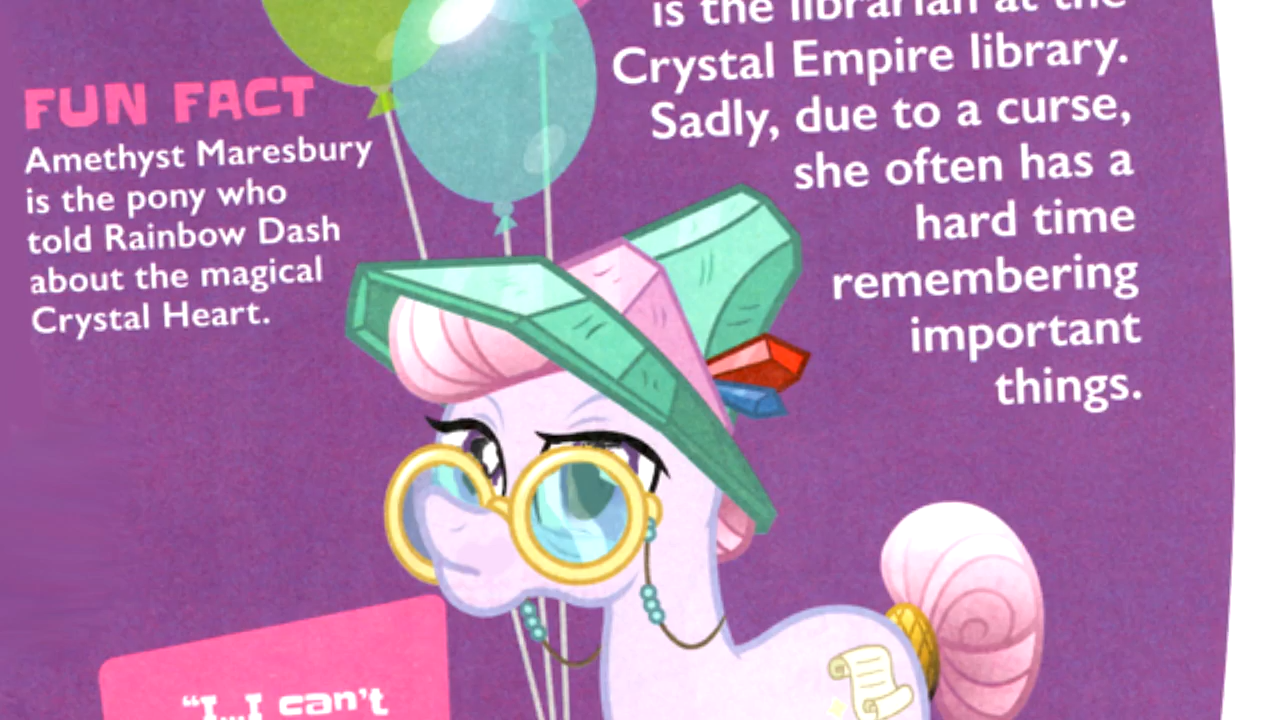 FUN FACT
Amethyst Maresbury
is the pony who
told Rainbow Dash
about the magical
Crystal Heart.
is the librarian at the
Crystal Empire library.
Sadly, due to a curse,
she often has a
hard time
remembering
important
things.
"I...I can't